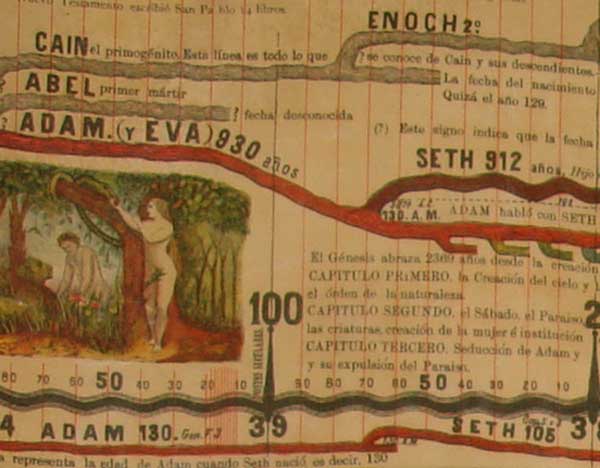 Testamento escribió San Pablo 14 libros.
ENOCH 2º.
CAIN el primogénito. Esta línea es todo lo que
? se conoce de Cain y sus descendientes.
? ABEL primer mártir
La fecha del nacimiento
Quizá el año 129.
? fecha desconocida
? ADAM. (Y EVA) 930 años
(?) Este signo indica que la fecha
SETH 912 años, Hijo
130. A.M. ADAM habló con SETH
El Génesis abraza 2369 años desde la creación
CAPITULO PRIMERO. la Creación del cielo y
el órden de la naturaleza.
CAPITULO SEGUNDO. el Sábado, el Paraiso,
las criaturas, creación de la mujer é institución
CAPITULO TERCERO. Seducción de Adam y
y su expulsión del Paraiso.
100
2
80 70 60 50 40 30 20 10
90 80 70 60 50 40 30 20 10
4 ADAM 130. Gen. 39 SETH 105 3
a representa la edad de Adam cuando Seth nació es decir, 130